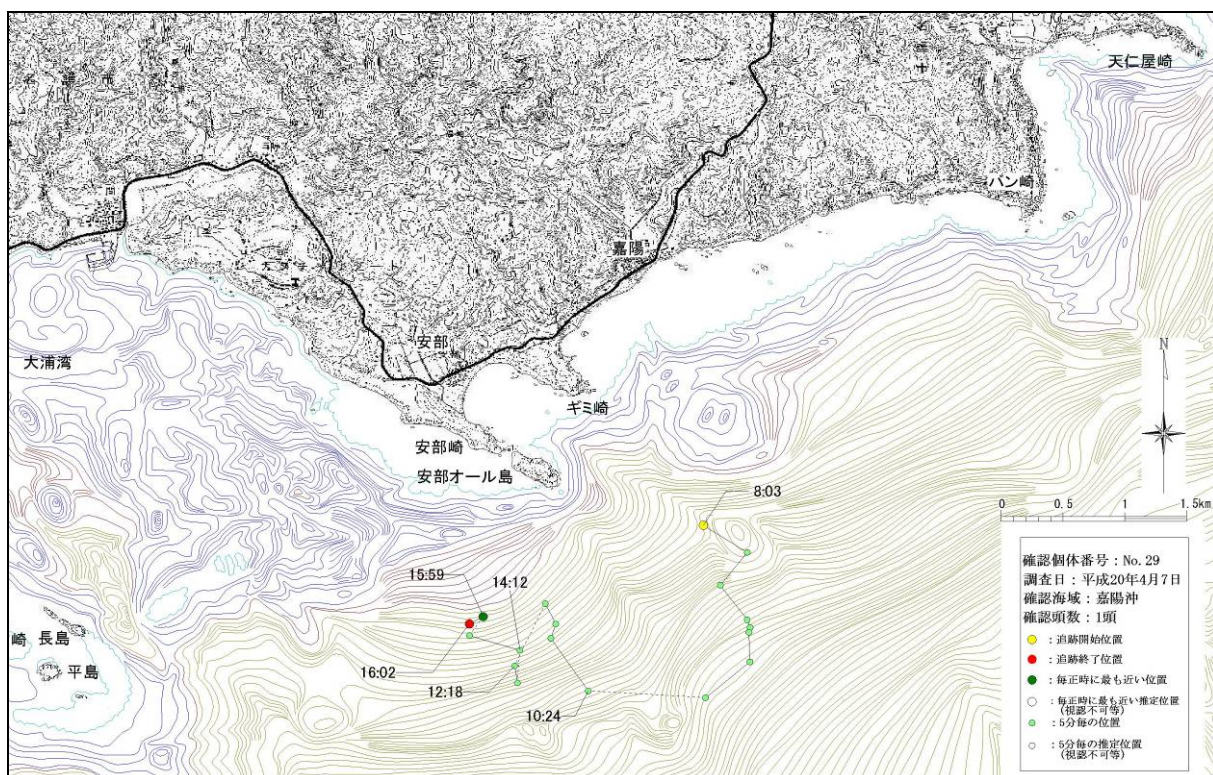 天仁屋崎
バン崎
嘉陽
安部
大浦湾
ギミ崎
安部崎
安部オール島
N
8:03
0 0.5 1 1.5km
15:59
14:12
崎
長島
平島
16:02
12:18
10:24
確認個体番号:No.29
調査日:平成20年4月7日
確認海域:嘉陽沖
確認頭数:1頭
:追跡開始位置
:追跡終了位置
:毎正時に最も近い位置
:毎正時に最も近い推定位置
(視認不可等)
:5分毎の位置
:5分毎の推定位置
(視認不可等)